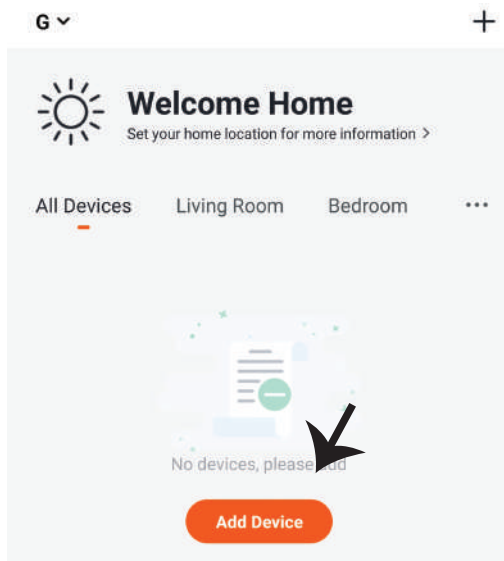 G
Welcome Home
Set your home location for more information >
All Devices Living Room Bedroom ...
No devices, please add
Add Device